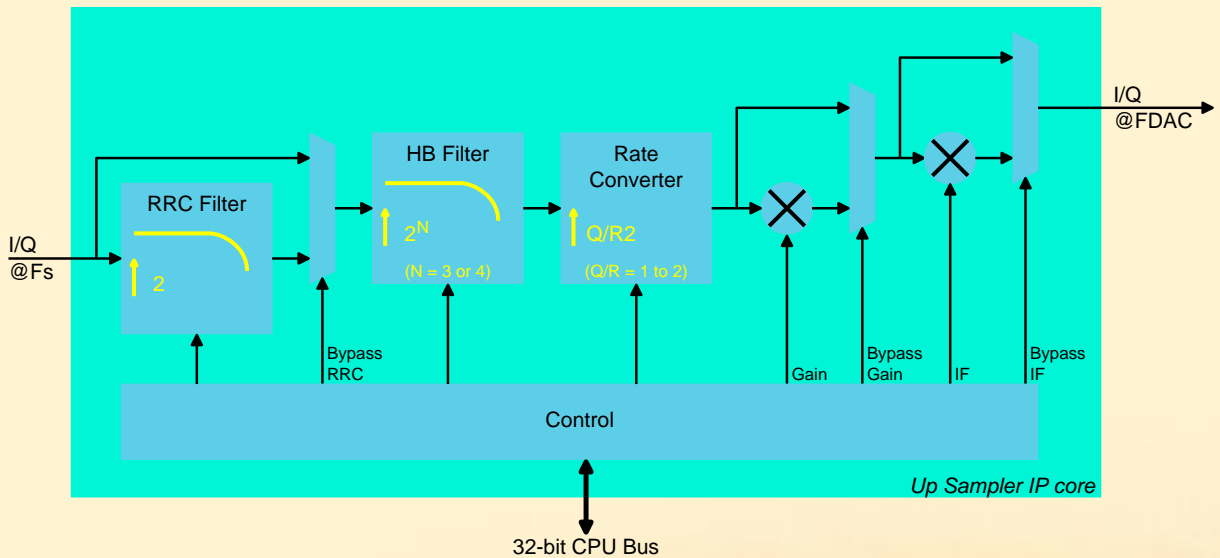 I/Q
@Fs
RRC Filter
2
Bypass
RRC
HB Filter
2^N
(N = 3 or 4)
Rate
Converter
Q/R2
(Q/R = 1 to 2)
Gain
Bypass
Gain
IF
Bypass
IF
I/Q
@FDAC
Control
Up Sampler IP core
32-bit CPU Bus